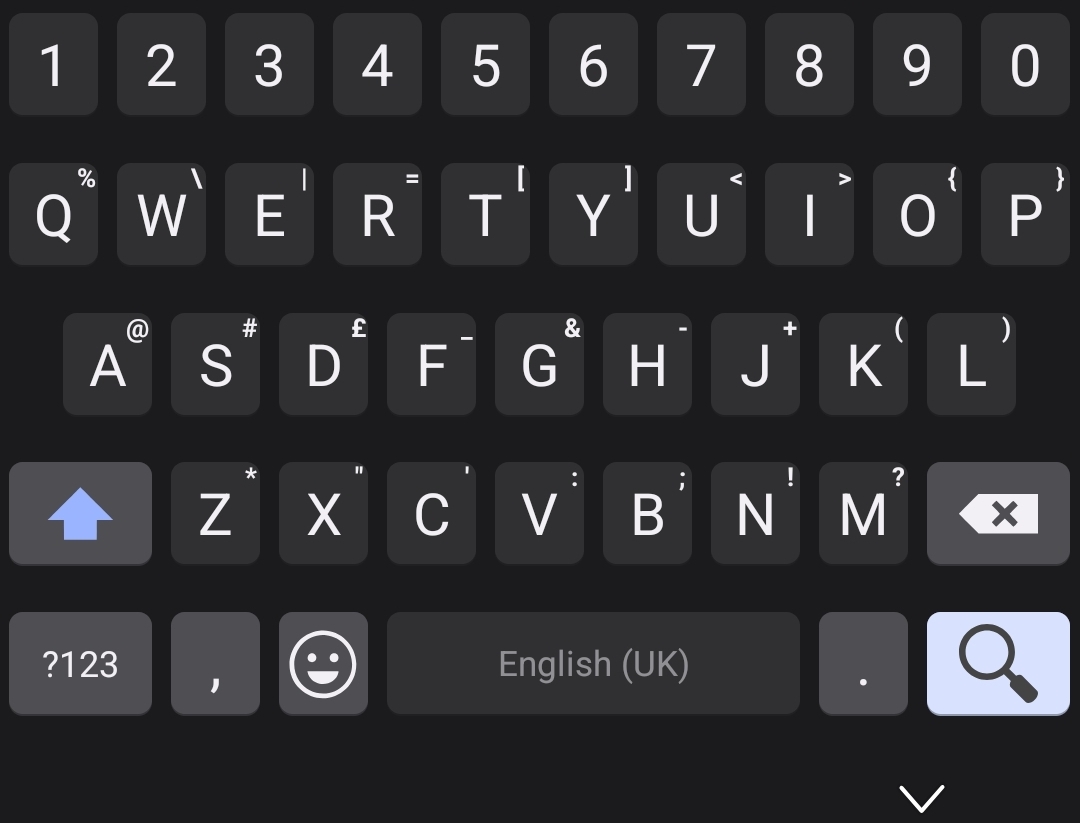 1 2 3 4 5 6 7 8 9 0
Q % W \ E | R = T [ Y ] U < I > O { P }
A @ S # D £ F _ G & H - J + K ( L )
Z * X " C ' V : B ; N ! M ?
?123 , English (UK) .